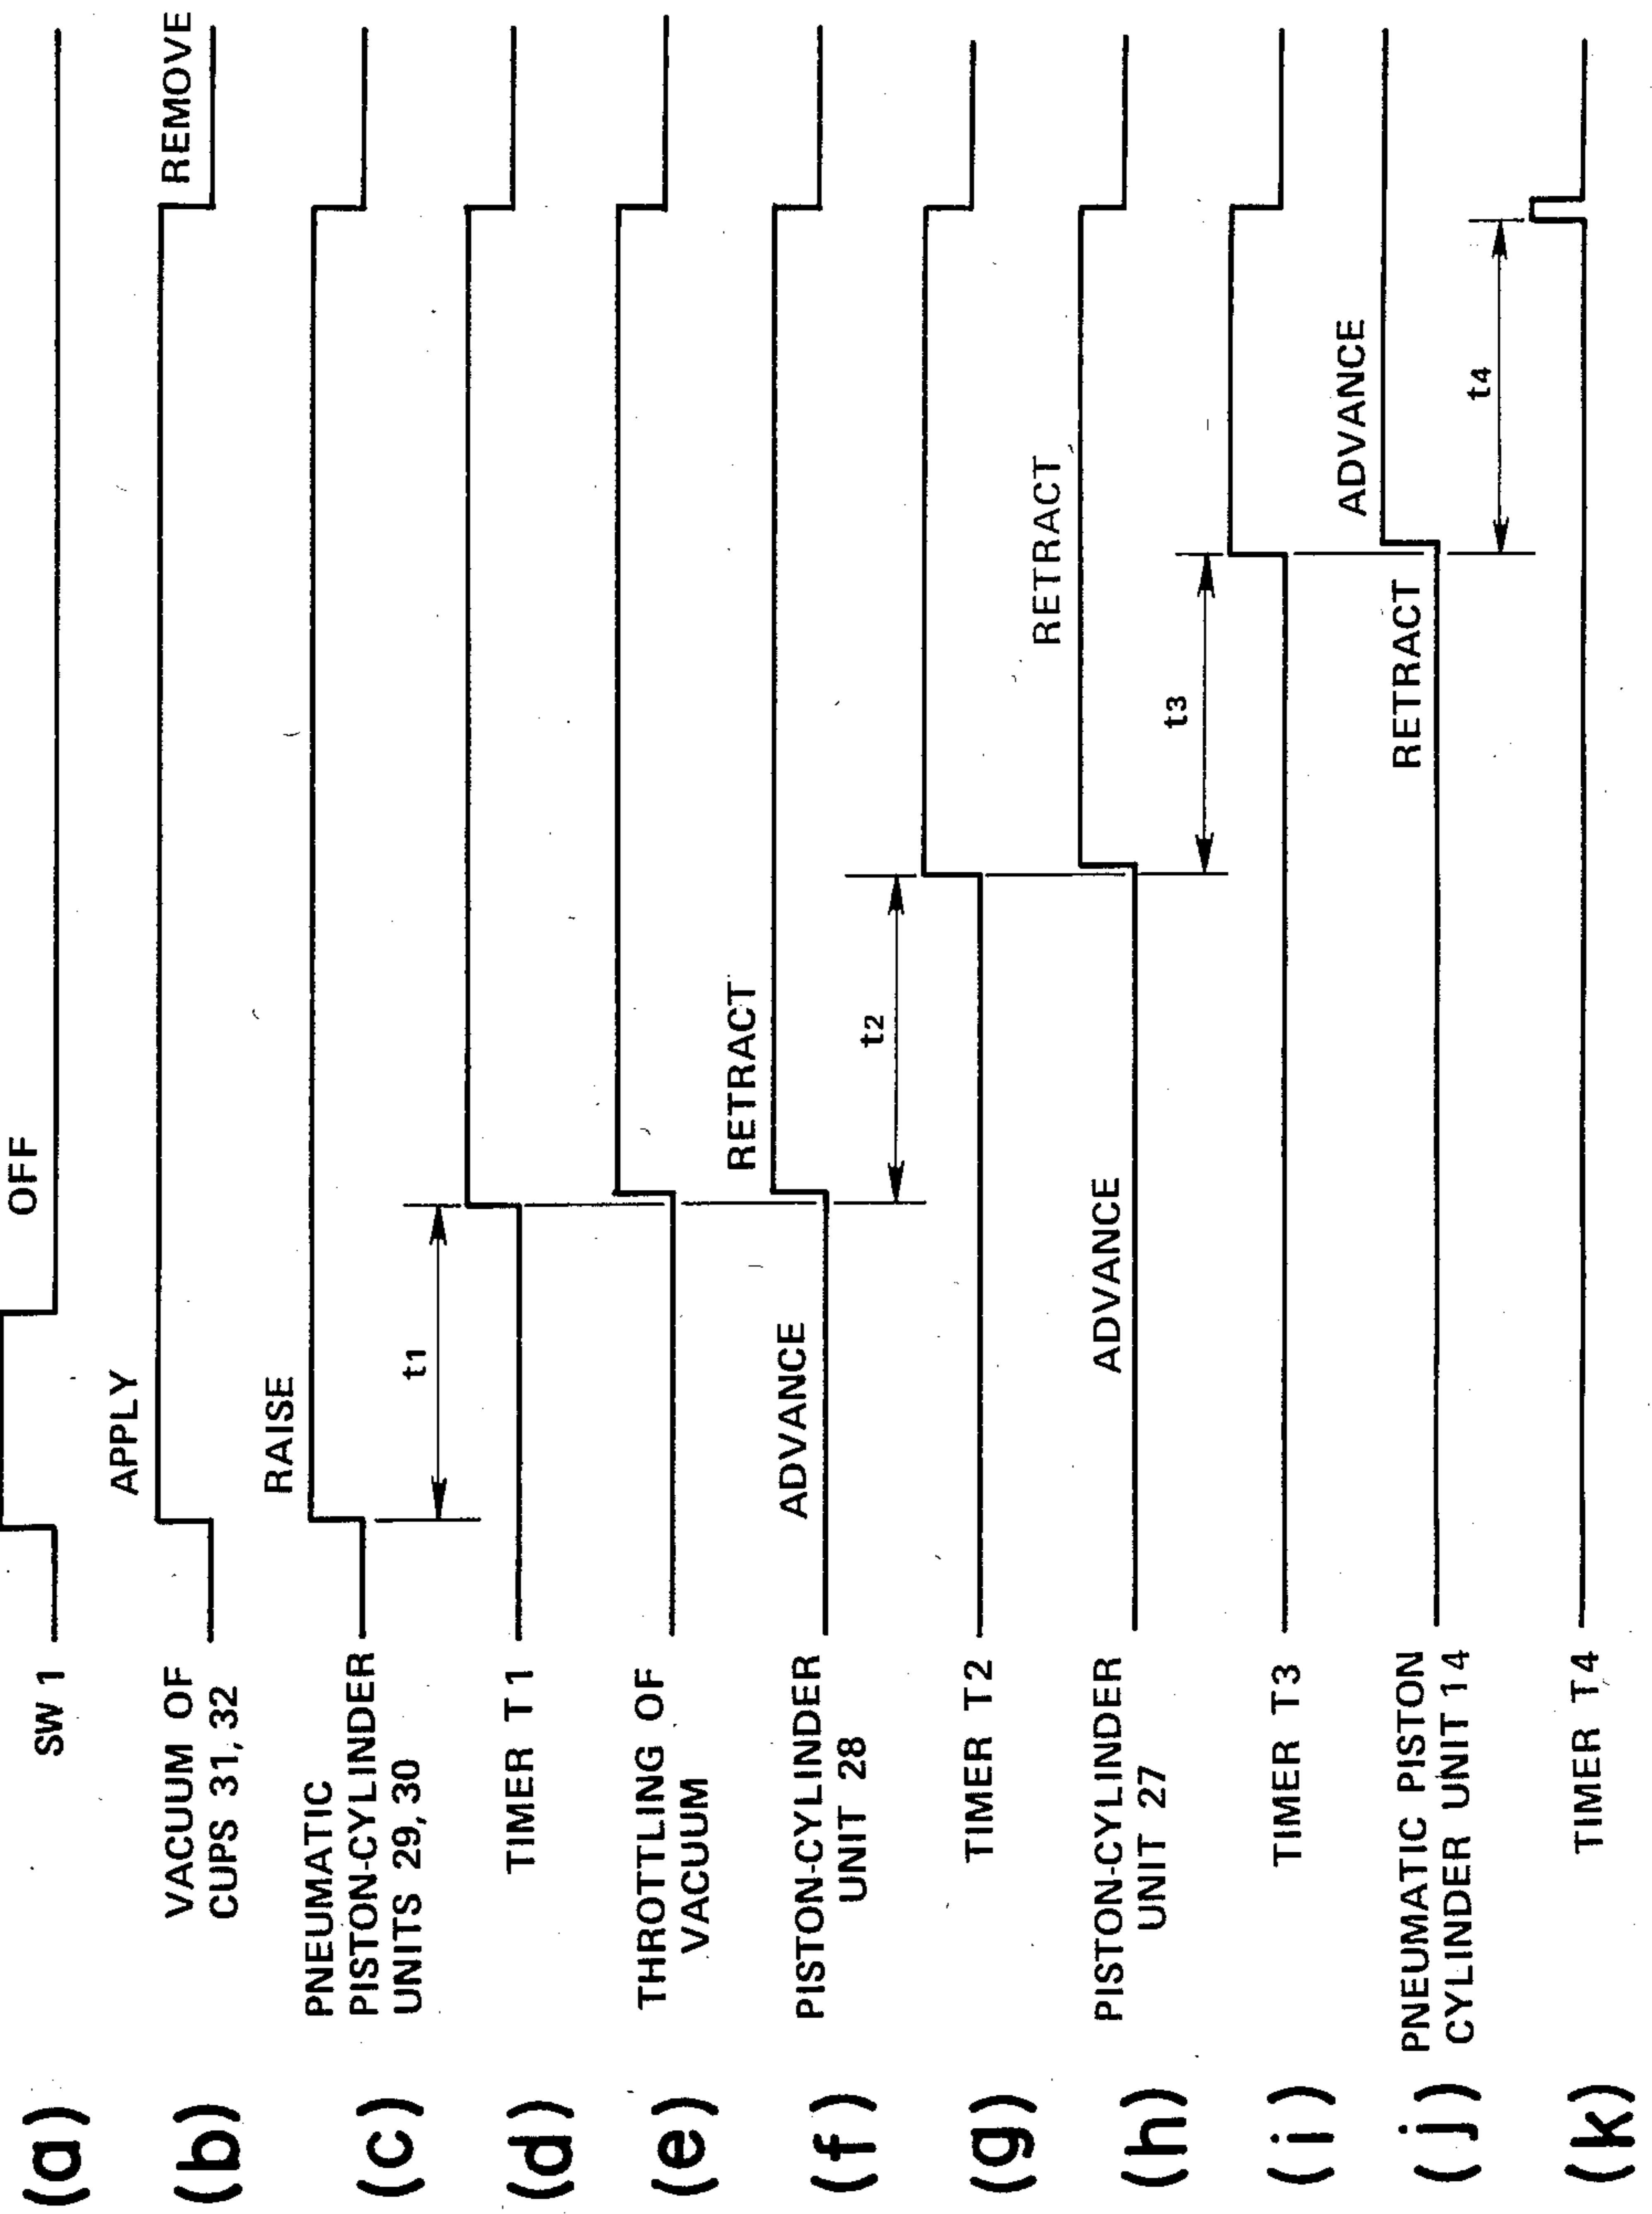 (a) SW 1
OFF
(b) VACUUM OF
CUPS 31, 32
APPLY
REMOVE
(c) PNEUMATIC
PISTON-CYLINDER
UNITS 29, 30
RAISE
t1
(d) TIMER T1
(e) THROTTLING OF
VACUUM
(f) PISTON-CYLINDER
UNIT 28
ADVANCE
RETRACT
t2
(g) TIMER T2
(h) PISTON-CYLINDER
UNIT 27
ADVANCE
RETRACT
t3
(i) TIMER T3
(j) PNEUMATIC PISTON
CYLINDER UNIT 14
RETRACT
ADVANCE
t4
(k) TIMER T4